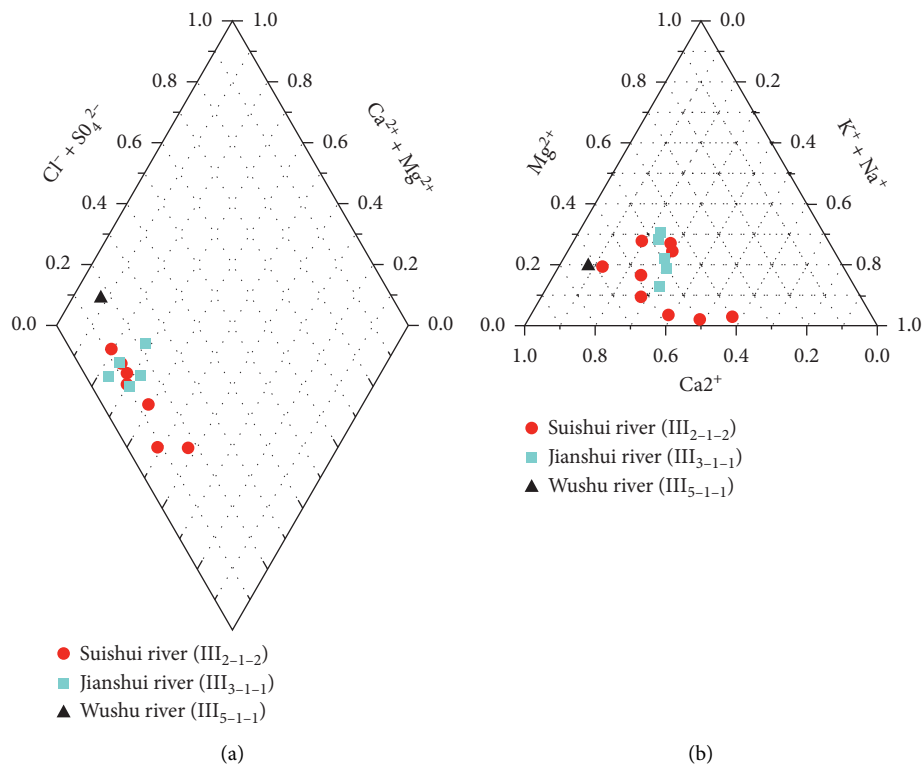 1.0 1.0
0.8 0.8
0.6 0.6
0.4 0.4
0.2 0.2
0.0 0.0
Cl⁻ + S0₄²⁻
Ca²⁺ + Mg²⁺
Suishui river (III₂₋₁₋₂)
Jianshui river (III₃₋₁₋₁)
Wushu river (III₅₋₁₋₁)
(a)
1.0 0.0
0.8 0.2
0.6 0.4
0.4 0.6
0.2 0.8
0.0 1.0
Mg²⁺
K⁺ + Na⁺
1.0 0.8 0.6 0.4 0.2 0.0
Ca2⁺
Suishui river (III₂₋₁₋₂)
Jianshui river (III₃₋₁₋₁)
Wushu river (III₅₋₁₋₁)
(b)